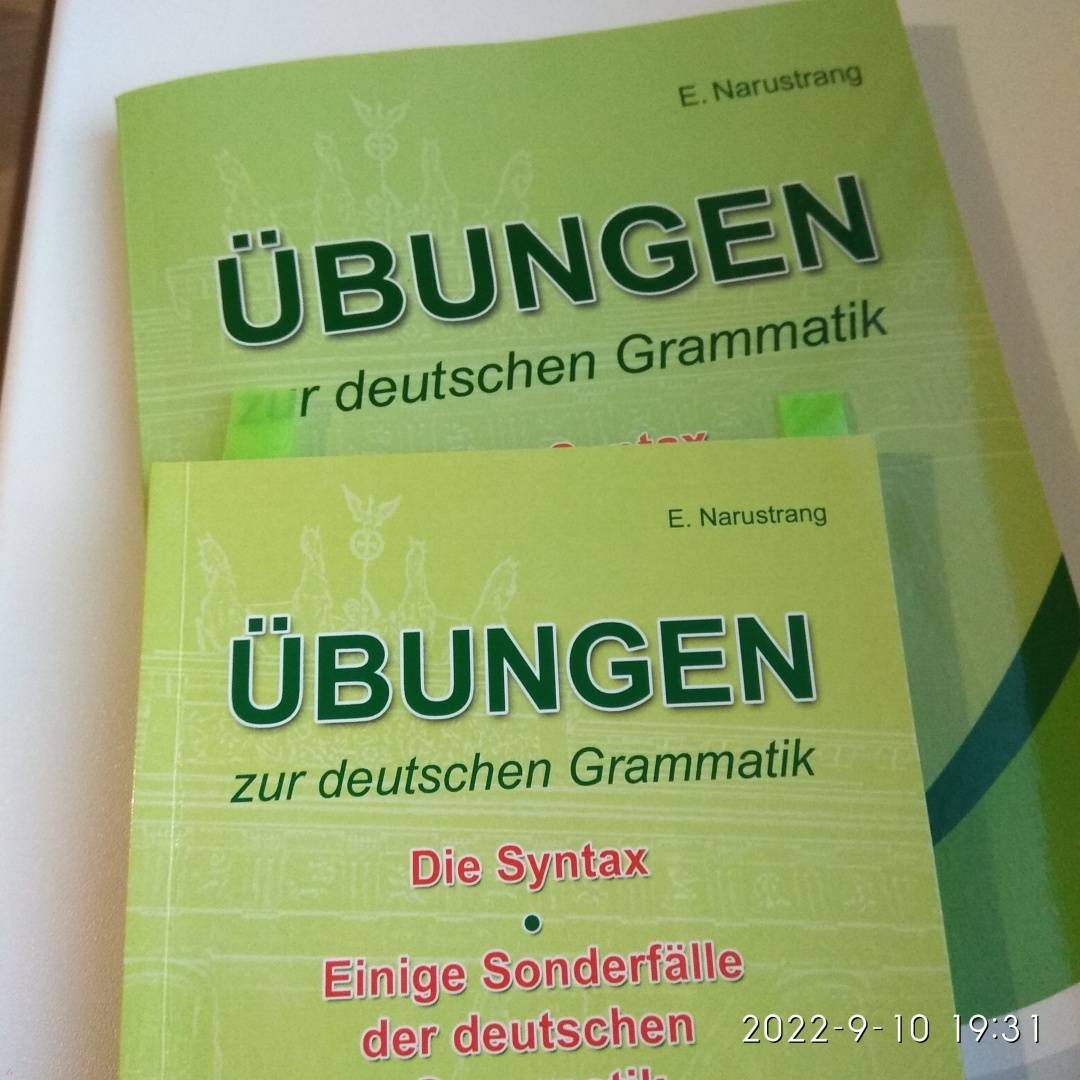 E. Narustrang
ÜBUNGEN
zur deutschen Grammatik
Syntax
E. Narustrang
ÜBUNGEN
zur deutschen Grammatik
Die Syntax
•
Einige Sonderfälle
der deutschen
2022-9-10 19:31